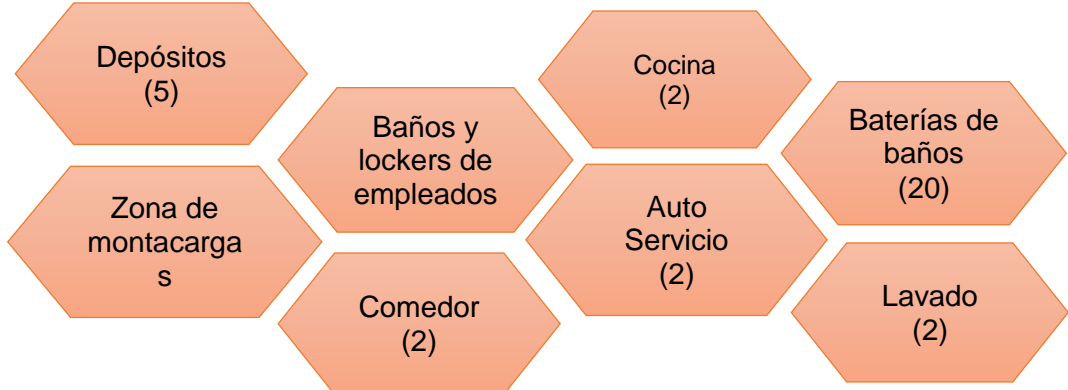 Depósitos
(5)
Zona de
montacarga
s
Baños y
lockers de
empleados
Comedor
(2)
Cocina
(2)
Auto
Servicio
(2)
Baterías de
baños
(20)
Lavado
(2)